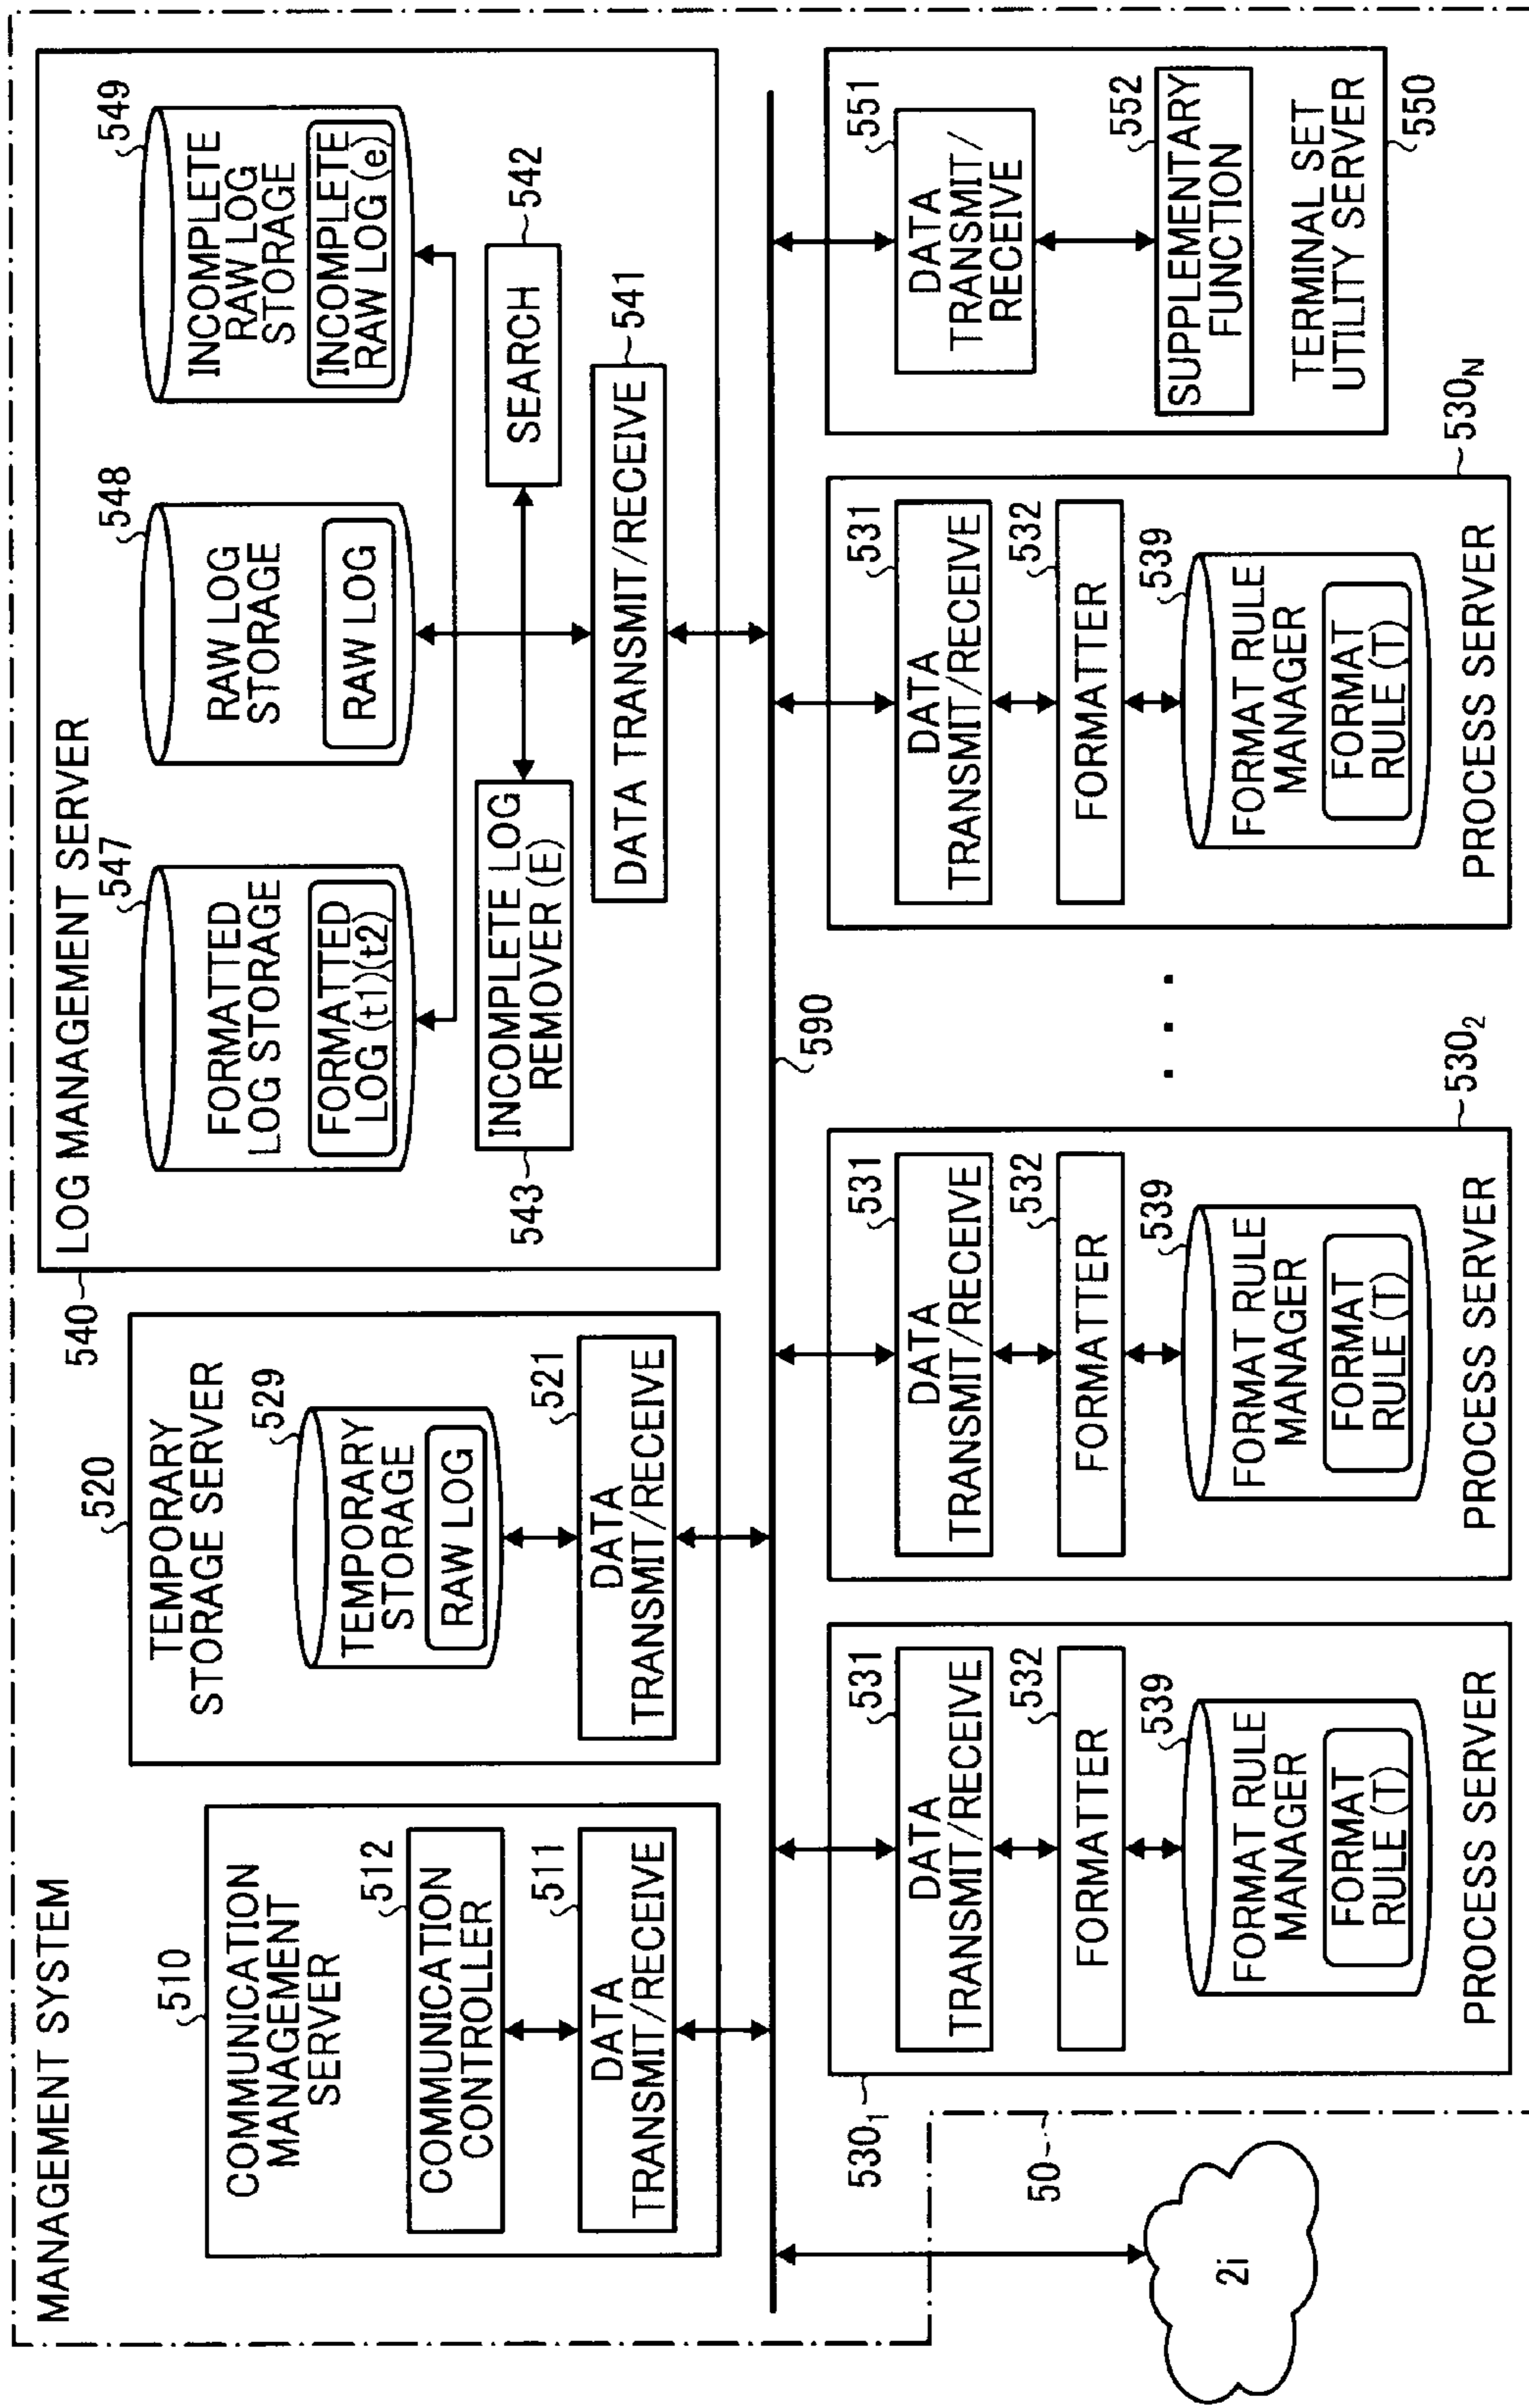 MANAGEMENT SYSTEM
510
COMMUNICATION
MANAGEMENT
SERVER
512
COMMUNICATION
CONTROLLER
511
DATA
TRANSMIT/RECEIVE
520
TEMPORARY
STORAGE SERVER
529
TEMPORARY
STORAGE
RAW LOG
521
DATA
TRANSMIT/RECEIVE
540
LOG MANAGEMENT SERVER
547
FORMATTED
LOG STORAGE
FORMATTED
LOG (t1)(t2)
548
RAW LOG
STORAGE
RAW LOG
549
INCOMPLETE
RAW LOG
STORAGE
INCOMPLETE
RAW LOG (e)
543
INCOMPLETE LOG
REMOVER (E)
SEARCH
542
DATA TRANSMIT/RECEIVE
541
590
530₁
531
DATA
TRANSMIT/RECEIVE
532
FORMATTER
539
FORMAT RULE
MANAGER
FORMAT
RULE (T)
PROCESS SERVER
530₂
531
DATA
TRANSMIT/RECEIVE
532
FORMATTER
539
FORMAT RULE
MANAGER
FORMAT
RULE (T)
PROCESS SERVER
. . .
530N
531
DATA
TRANSMIT/RECEIVE
532
FORMATTER
539
FORMAT RULE
MANAGER
FORMAT
RULE (T)
PROCESS SERVER
551
DATA
TRANSMIT/
RECEIVE
552
SUPPLEMENTARY
FUNCTION
TERMINAL SET
UTILITY SERVER
550
50
2i